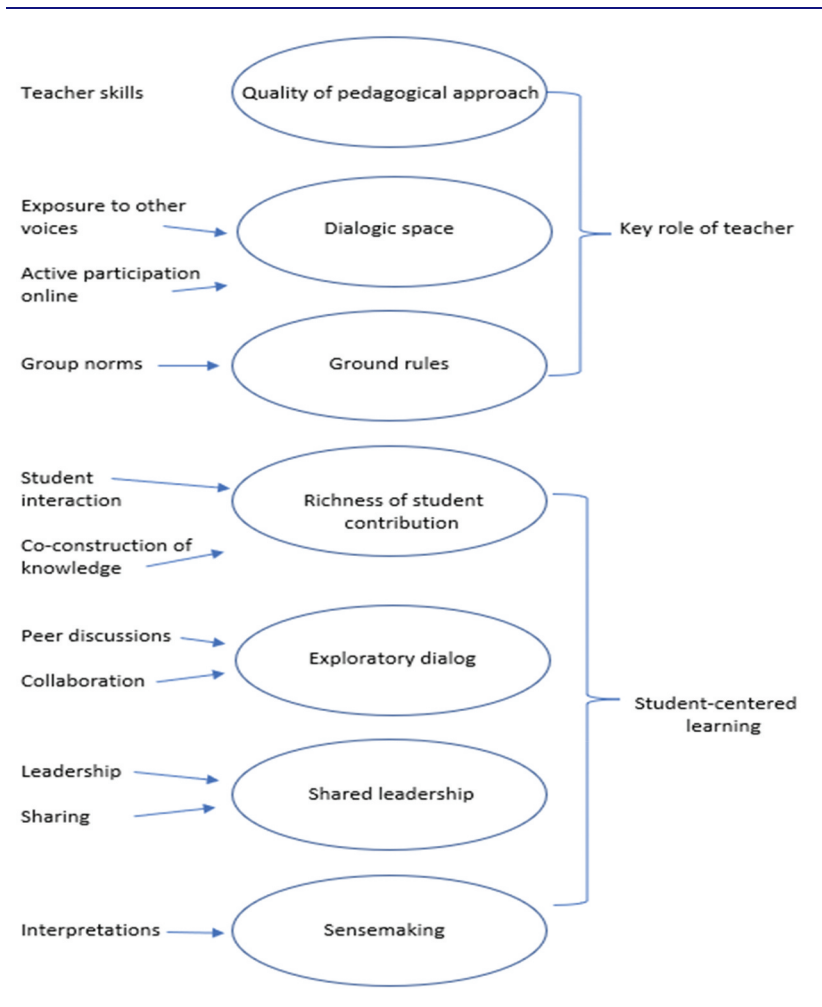 Teacher skills
Quality of pedagogical approach
Exposure to other
voices
Dialogic space
Key role of teacher
Active participation
online
Group norms
Ground rules
Student
interaction
Richness of student
contribution
Co-construction of
knowledge
Peer discussions
Exploratory dialog
Collaboration
Student-centered
learning
Leadership
Shared leadership
Sharing
Interpretations
Sensemaking